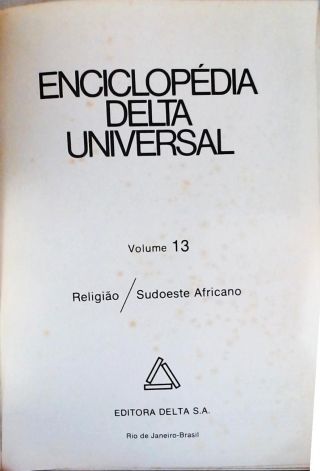 ENCICLOPÉDIA
DELTA
UNIVERSAL
Volume 13
Religião / Sudoeste Africano
EDITORA DELTA S.A.
Rio de Janeiro-Brasil